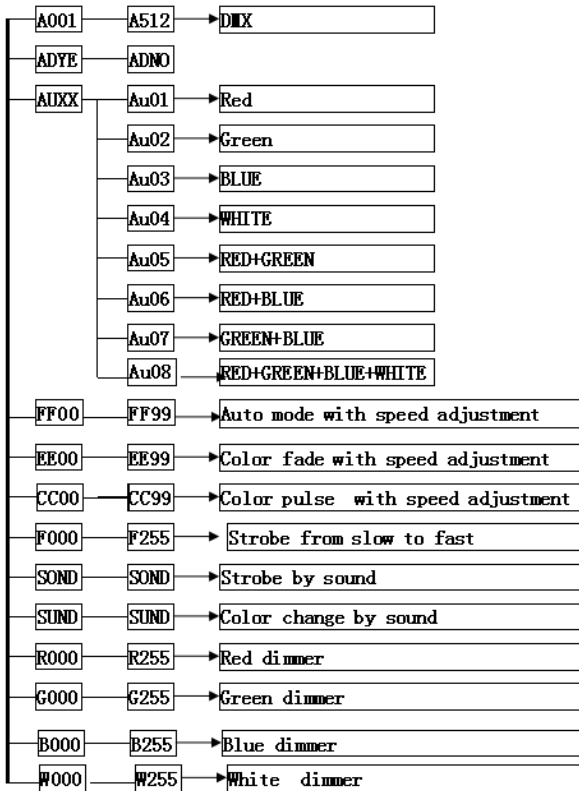 A001 A512 DMX
ADYE ADNO
AUXX Au01 Red
Au02 Green
Au03 BLUE
Au04 WHITE
Au05 RED+GREEN
Au06 RED+BLUE
Au07 GREEN+BLUE
Au08 RED+GREEN+BLUE+WHITE
FF00 FF99 Auto mode with speed adjustment
EE00 EE99 Color fade with speed adjustment
CC00 CC99 Color pulse with speed adjustment
F000 F255 Strobe from slow to fast
SOND SOND Strobe by sound
SUND SUND Color change by sound
R000 R255 Red dimmer
G000 G255 Green dimmer
B000 B255 Blue dimmer
W000 W255 White dimmer